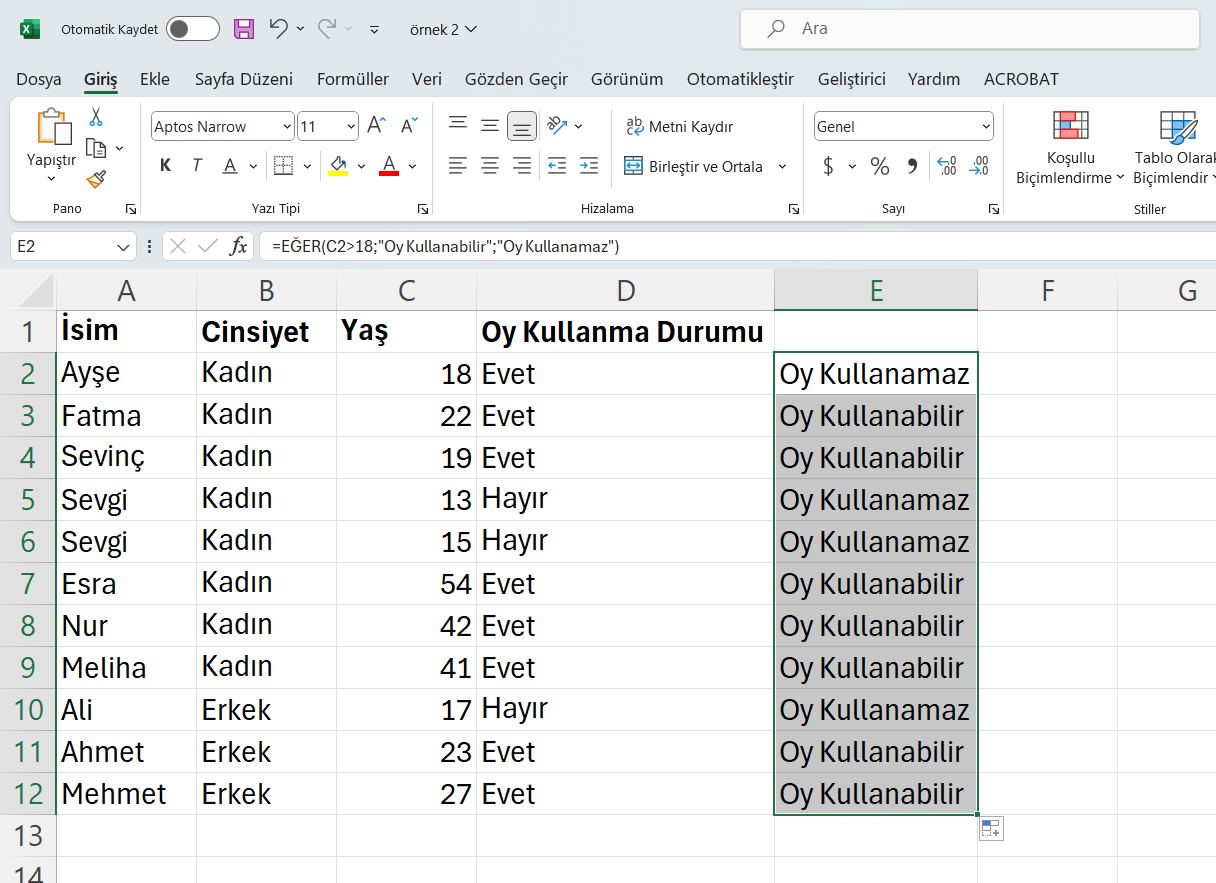 Otomatik Kaydet örnek 2 Ara
Dosya Giriş Ekle Sayfa Düzeni Formüller Veri Gözden Geçir Görünüm Otomatikleştir Geliştirici Yardım ACROBAT
Aptos Narrow 11 Metni Kaydır Genel
Yapıştır K T A A Birleştir ve Ortala $ % Koşullu Biçimlendirme Tablo Olarak Biçimlendir
Pano Yazı Tipi Hizalama Sayı Stiller
E2 fx =EĞER(C2>18;"Oy Kullanabilir";"Oy Kullanamaz")
A B C D E F G
1 İsim Cinsiyet Yaş Oy Kullanma Durumu
2 Ayşe Kadın 18 Evet Oy Kullanamaz
3 Fatma Kadın 22 Evet Oy Kullanabilir
4 Sevinç Kadın 19 Evet Oy Kullanabilir
5 Sevgi Kadın 13 Hayır Oy Kullanamaz
6 Sevgi Kadın 15 Hayır Oy Kullanamaz
7 Esra Kadın 54 Evet Oy Kullanabilir
8 Nur Kadın 42 Evet Oy Kullanabilir
9 Meliha Kadın 41 Evet Oy Kullanabilir
10 Ali Erkek 17 Hayır Oy Kullanamaz
11 Ahmet Erkek 23 Evet Oy Kullanabilir
12 Mehmet Erkek 27 Evet Oy Kullanabilir
13
14